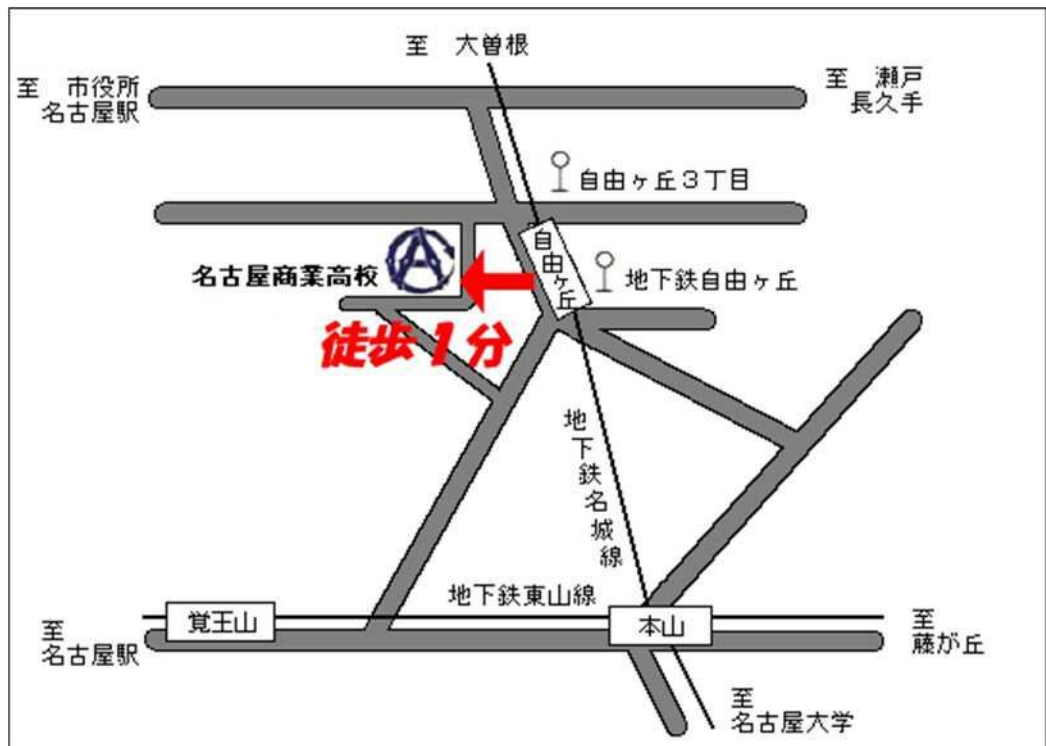 至　大曽根
至　市役所
名古屋駅
至　瀬戸
長久手
自由ヶ丘３丁目
自由ヶ丘
名古屋商業高校
地下鉄自由ヶ丘
徒歩１分
地下鉄名城線
地下鉄東山線
覚王山
本山
至
名古屋駅
至
藤が丘
至
名古屋大学